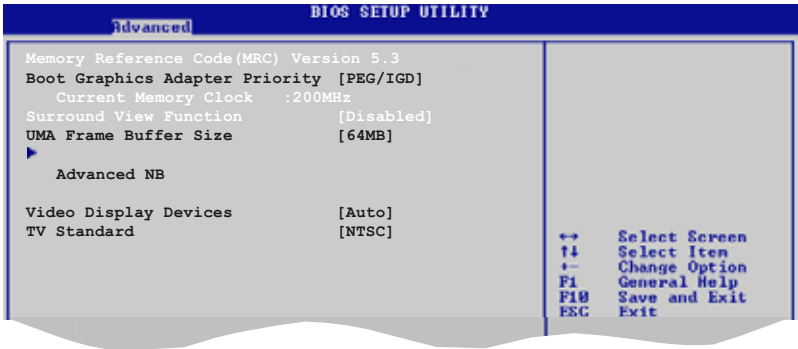 BIOS SETUP UTILITY
Advanced
Memory Reference Code(MRC) Version 5.3
Boot Graphics Adapter Priority [PEG/IGD]
Current Memory Clock :200MHz
Surround View Function [Disabled]
UMA Frame Buffer Size [64MB]
Advanced NB
Video Display Devices [Auto]
TV Standard [NTSC]
↔ Select Screen
↑↓ Select Item
+- Change Option
F1 General Help
F10 Save and Exit
ESC Exit